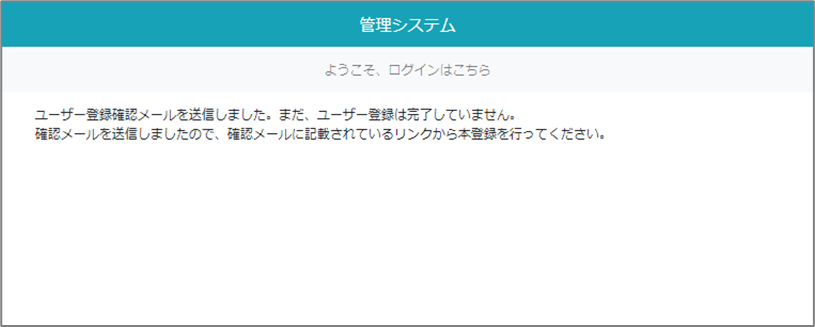 管理システム
ようこそ、ログインはこちら
ユーザー登録確認メールを送信しました。まだ、ユーザー登録は完了していません。
確認メールを送信しましたので、確認メールに記載されているリンクから本登録を行ってください。